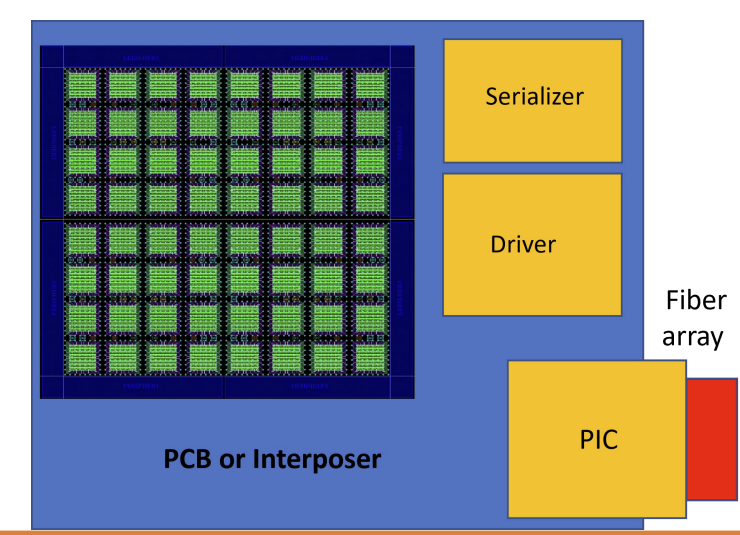 Serializer
Driver
Fiber
array
PIC
PCB or Interposer